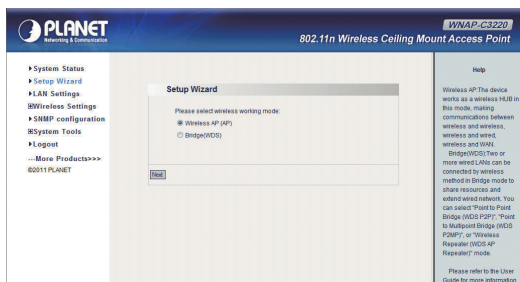 PLANET
Networking & Communication
WNAP-C3220
802.11n Wireless Ceiling Mount Access Point
System Status
Setup Wizard
LAN Settings
Wireless Settings
SNMP configuration
System Tools
Logout
---More Products>>>
©2011 PLANET
Setup Wizard
Please select wireless working mode:
Wireless AP (AP)
Bridge(WDS)
Next
Help
Wireless AP:The device
works as a wireless HUB in
this mode, making
communications between
wireless and wireless,
wireless and wired,
wireless and WAN.
Bridge(WDS):Two or
more wired LANs can be
connected by wireless
method in Bridge mode to
share resources and
extend wired network. You
can select "Point to Point
Bridge (WDS P2P)", "Point
to Multipoint Bridge (WDS
P2MP)", or "Wireless
Repeater (WDS AP
Repeater)" mode.
Please refer to the User
Guide for more information